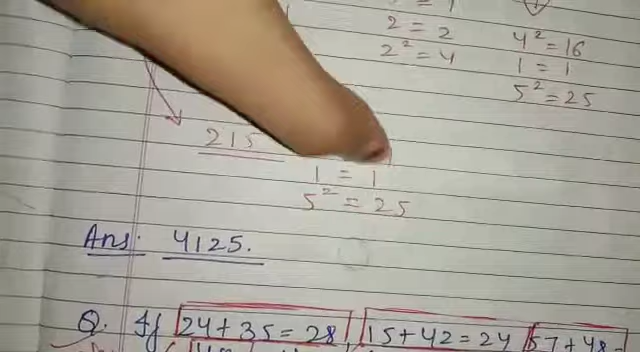 = 1
2 = 2
2² = 4
4² = 16
1 = 1
5² = 25
215
1 = 1
5² = 25
Ans: 4125.
Q. If 24+35=28, 15+42=24 57+48=